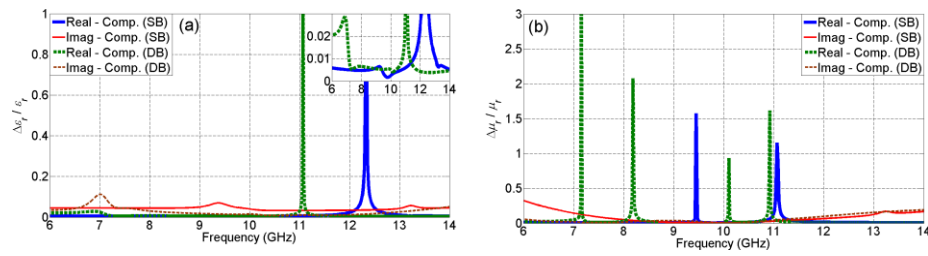 (a)
Real - Comp. (SB)
Imag - Comp. (SB)
Real - Comp. (DB)
Imag - Comp. (DB)
1
0.8
0.6
0.4
0.2
0
Δεr / εr
6 7 8 9 10 11 12 13 14
Frequency (GHz)
0.02
0.01
0
6 8 10 12 14
(b)
Real - Comp. (SB)
Imag - Comp. (SB)
Real - Comp. (DB)
Imag - Comp. (DB)
3
2.5
2
1.5
1
0.5
0
Δμr / μr
6 7 8 9 10 11 12 13 14
Frequency (GHz)